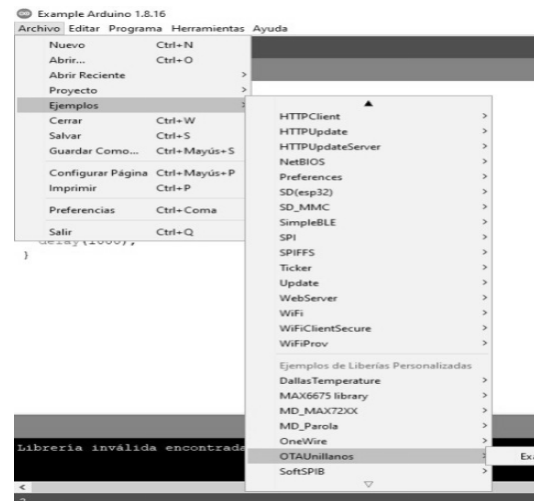 Example Arduino 1.8.16
Archivo Editar Programa Herramientas Ayuda
Nuevo Ctrl+N
Abrir... Ctrl+O
Abrir Reciente
Proyecto
Ejemplos
Cerrar Ctrl+W
Salvar Ctrl+S
Guardar Como... Ctrl+Mayús+S
Configurar Página Ctrl+Mayús+P
Imprimir Ctrl+P
Preferencias Ctrl+Coma
Salir Ctrl+Q
delay(1000);
}
HTTPClient
HTTPUpdate
HTTPUpdateServer
NetBIOS
Preferences
SD(esp32)
SD_MMC
SimpleBLE
SPI
SPIFFS
Ticker
Update
WebServer
WiFi
WiFiClientSecure
WiFiProv
Ejemplos de Liberías Personalizadas
DallasTemperature
MAX6675 library
MD_MAX72XX
MD_Parola
OneWire
OTAUnillanos
Exa
SoftSPIB
Librería inválida encontrada